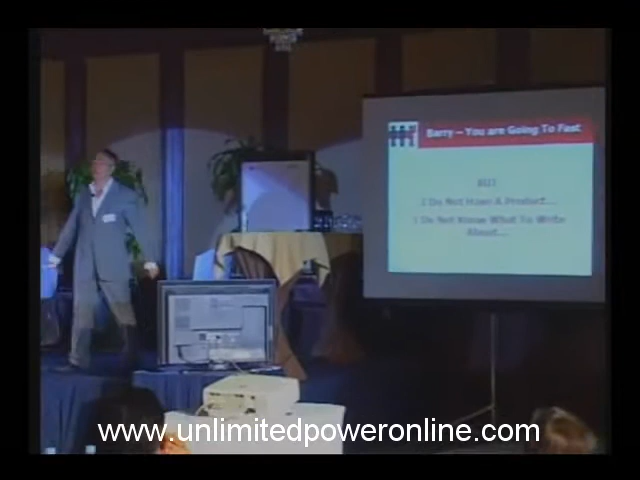 Barry – You are Going To Fast
BUT
I Do Not Have A Product...
I Do Not Know What To Write
About...
www.unlimitedpoweronline.com